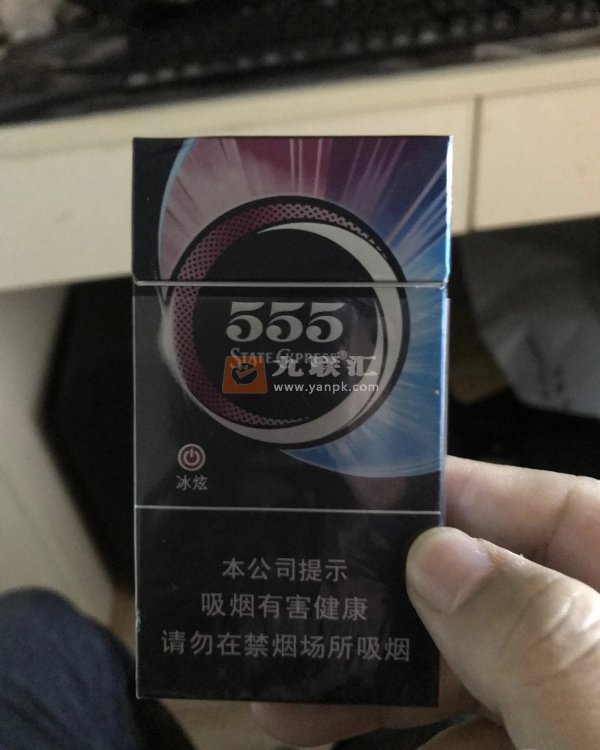 555
STATE EXPRESS®
九联汇
www.yanpk.com
冰炫
本公司提示
吸烟有害健康
请勿在禁烟场所吸烟